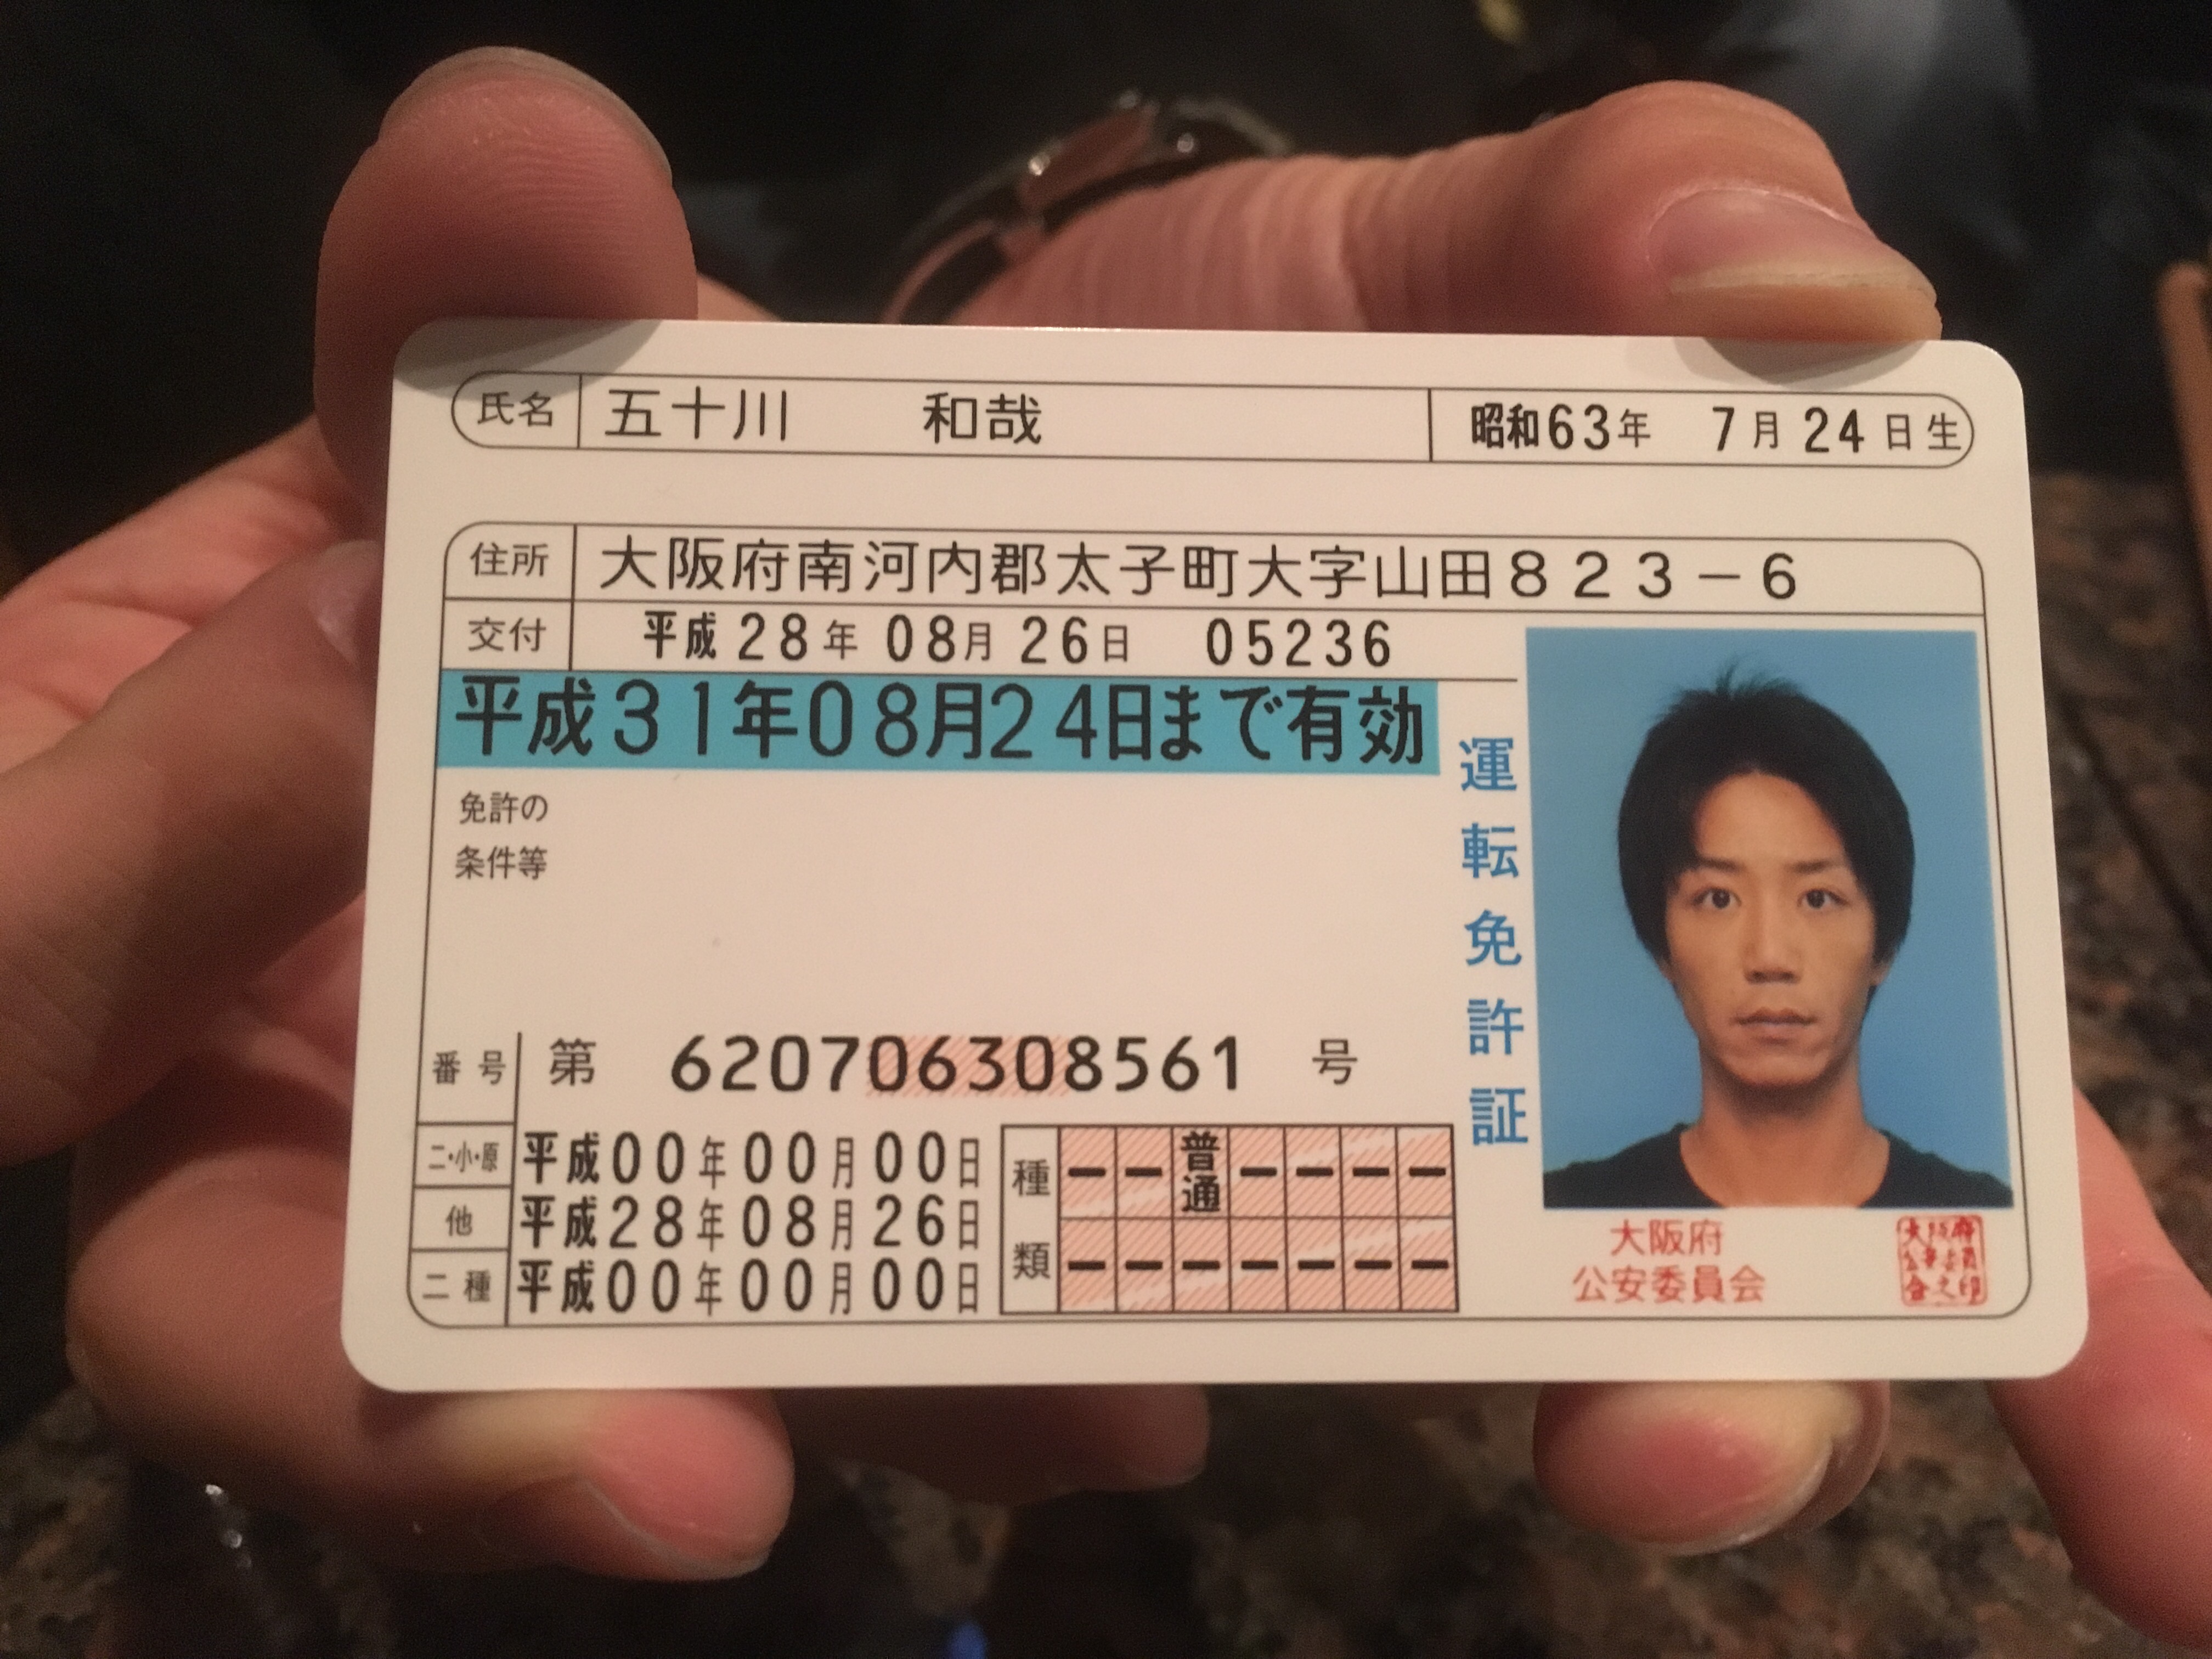 氏名 五十川 和哉 昭和63年 7月24日生
住所 大阪府南河内郡太子町大字山田823-6
交付 平成28年08月26日 05236
平成31年08月24日まで有効
免許の
条件等
運転免許証
番号 第 620706308561 号
二・小・原 平成00年00月00日
他 平成28年08月26日
二種 平成00年00月00日
種類 ー ー 普通 ー ー ー ー
ー ー ー ー ー ー ー
大阪府
公安委員会